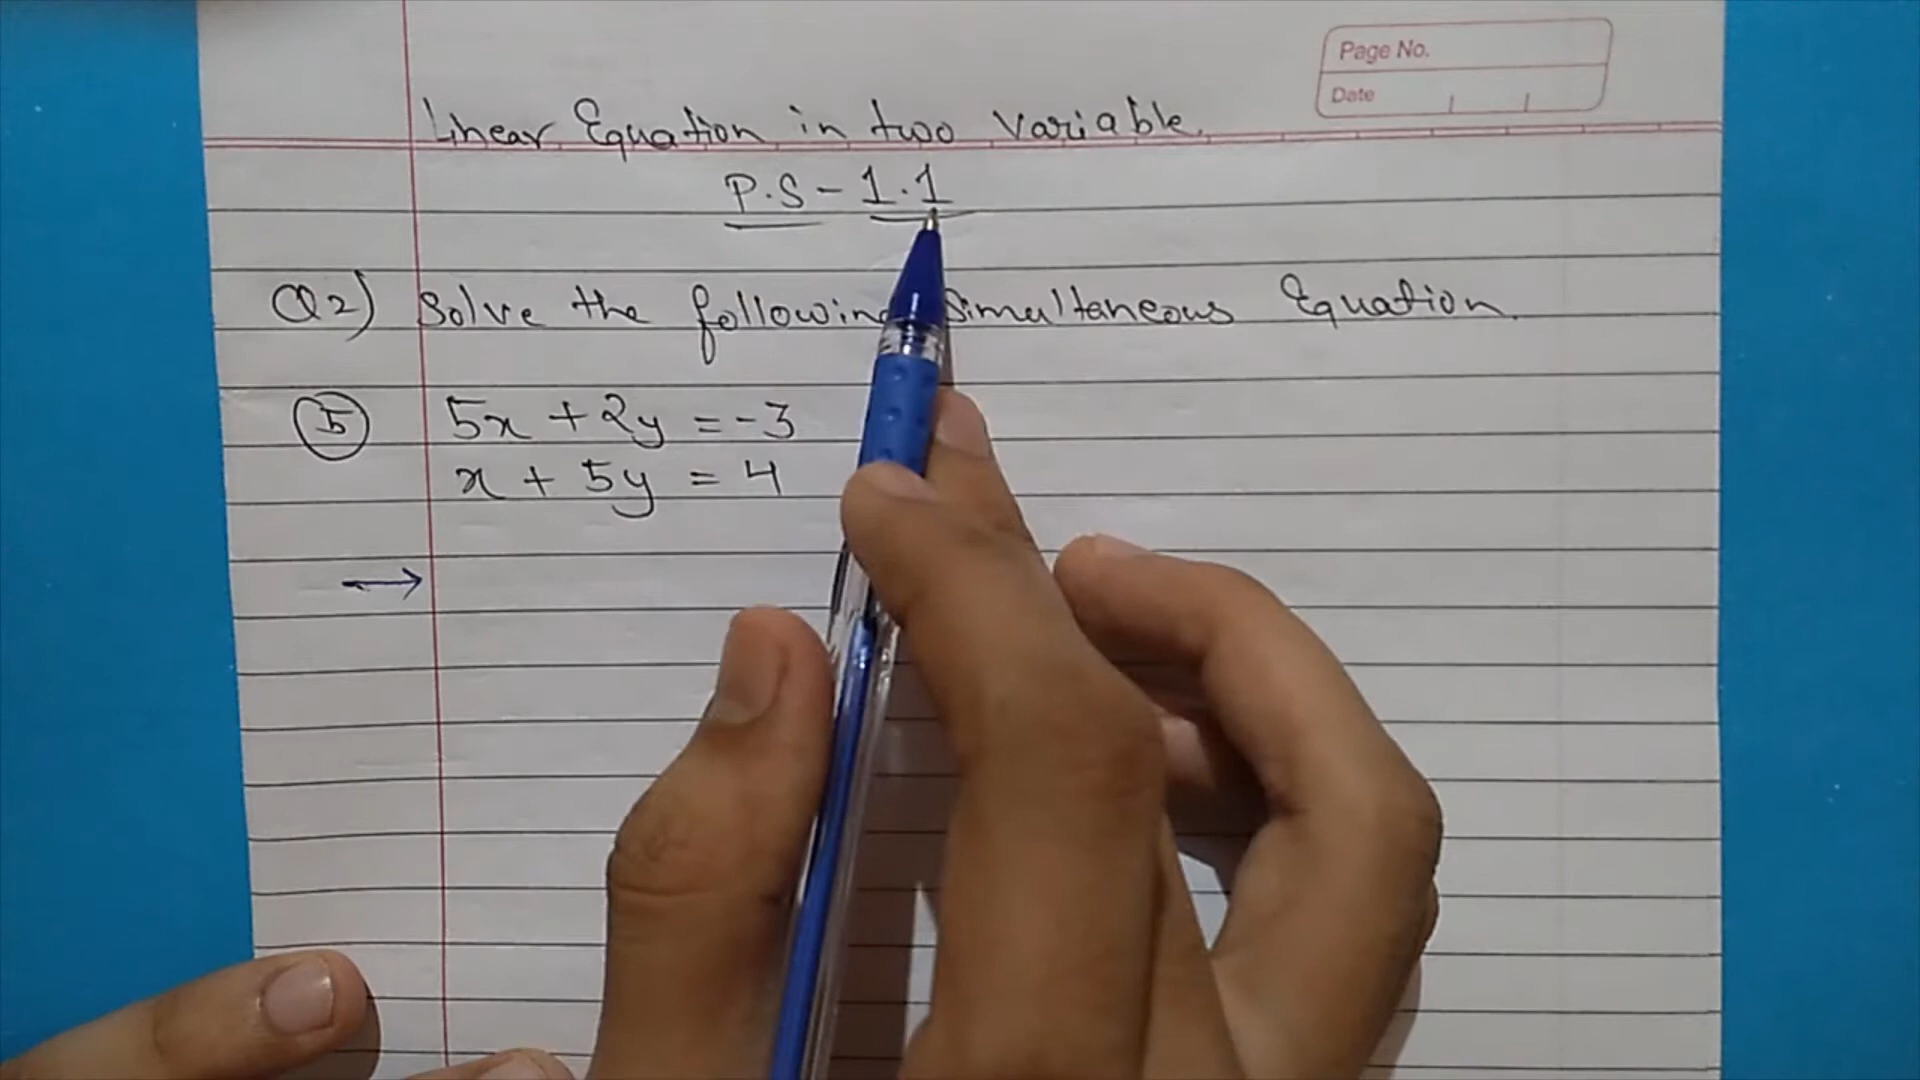 Page No.
Date
Linear Equation in two variable.
P.S - 1.1
Q2) Solve the following Simultaneous Equation.
5 5x + 2y = -3
x + 5y = 4
→